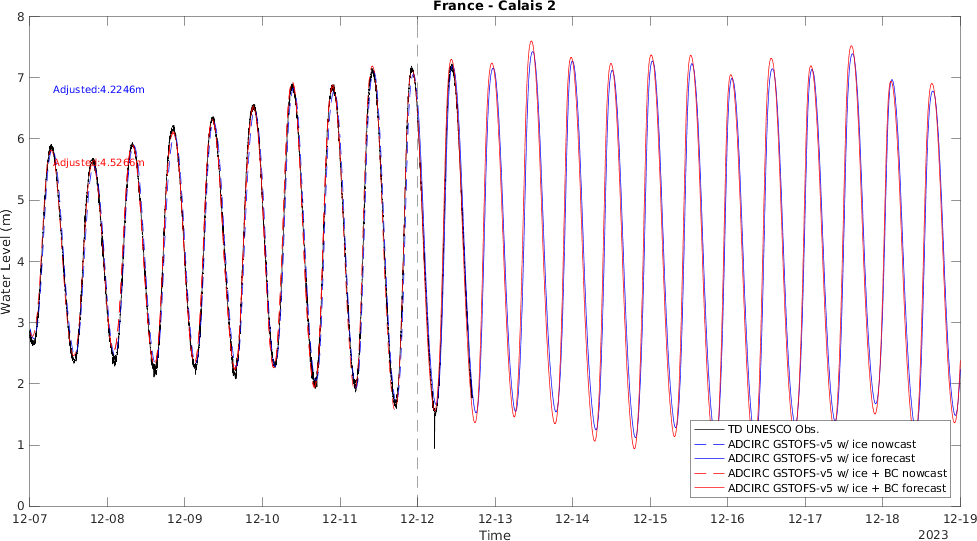 France - Calais 2
Water Level (m)
8
7
6
5
4
3
2
1
0
Adjusted:4.2246m
Adjusted:4.5266m
TD UNESCO Obs.
ADCIRC GSTOFS-v5 w/ ice nowcast
ADCIRC GSTOFS-v5 w/ ice forecast
ADCIRC GSTOFS-v5 w/ ice + BC nowcast
ADCIRC GSTOFS-v5 w/ ice + BC forecast
12-07 12-08 12-09 12-10 12-11 12-12 12-13 12-14 12-15 12-16 12-17 12-18 12-19
Time
2023